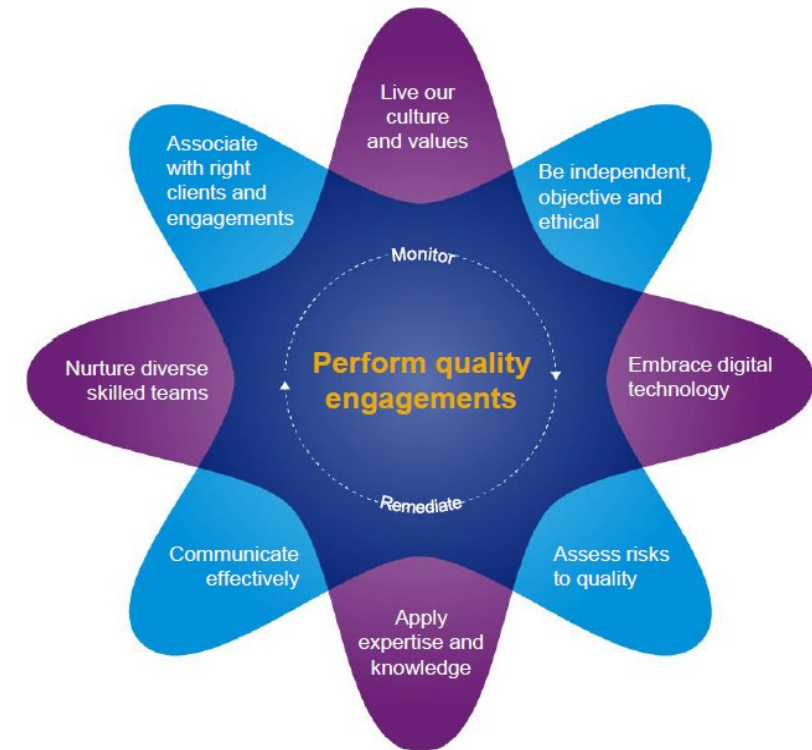 Live our
culture
and values
Be independent,
objective and
ethical
Embrace digital
technology
Assess risks
to quality
Apply
expertise and
knowledge
Communicate
effectively
Nurture diverse
skilled teams
Associate
with right
clients and
engagements
Monitor
Perform quality
engagements
Remediate